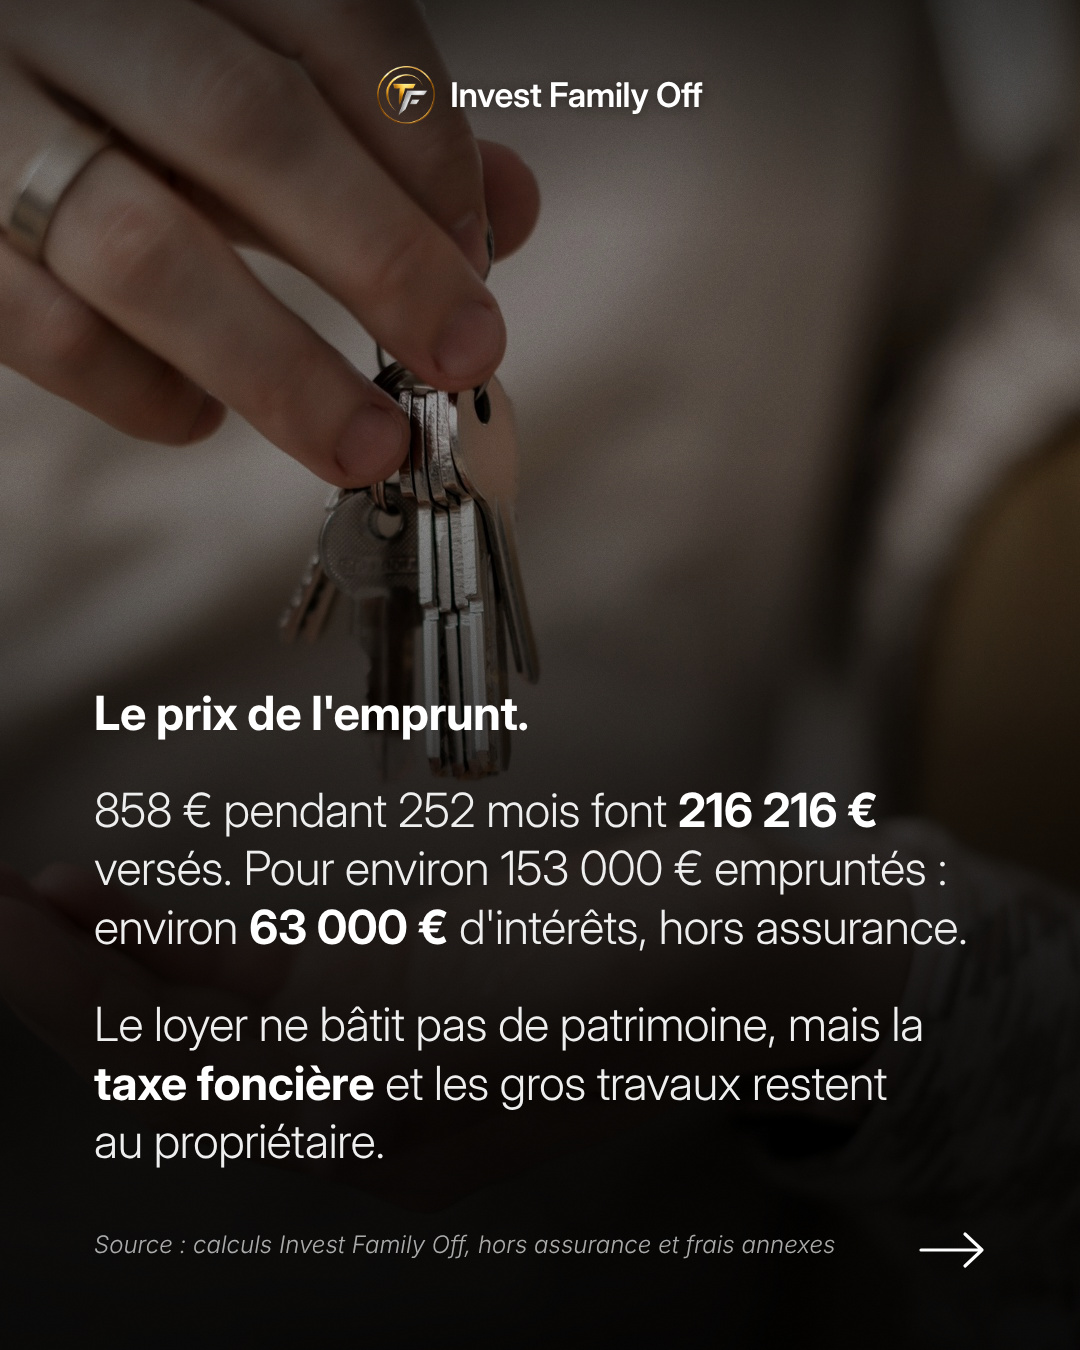 Invest Family Off
Le prix de l'emprunt.
858 € pendant 252 mois font 216 216 €
versés. Pour environ 153 000 € empruntés :
environ 63 000 € d'intérêts, hors assurance.
Le loyer ne bâtit pas de patrimoine, mais la
taxe foncière et les gros travaux restent
au propriétaire.
Source : calculs Invest Family Off, hors assurance et frais annexes